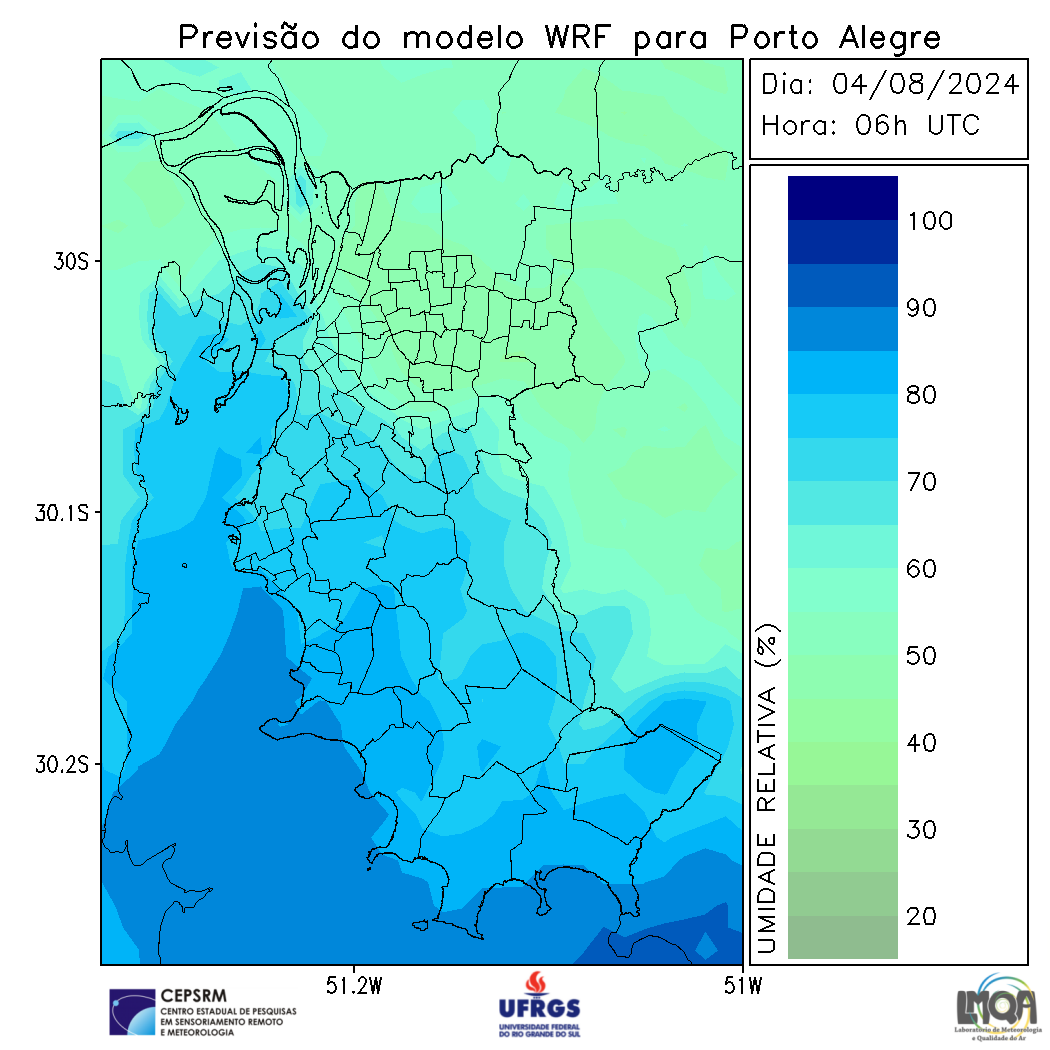 Previsão do modelo WRF para Porto Alegre
Dia: 04/08/2024
Hora: 06h UTC
30S
30.1S
30.2S
51.2W
51W
UMIDADE RELATIVA (%)
100
90
80
70
60
50
40
30
20
CEPSRM
CENTRO ESTADUAL DE PESQUISAS
EM SENSORIAMENTO REMOTO
E METEOROLOGIA
UFRGS
UNIVERSIDADE FEDERAL
DO RIO GRANDE DO SUL
LMQA
Laboratório de Meteorologia
e Qualidade do Ar